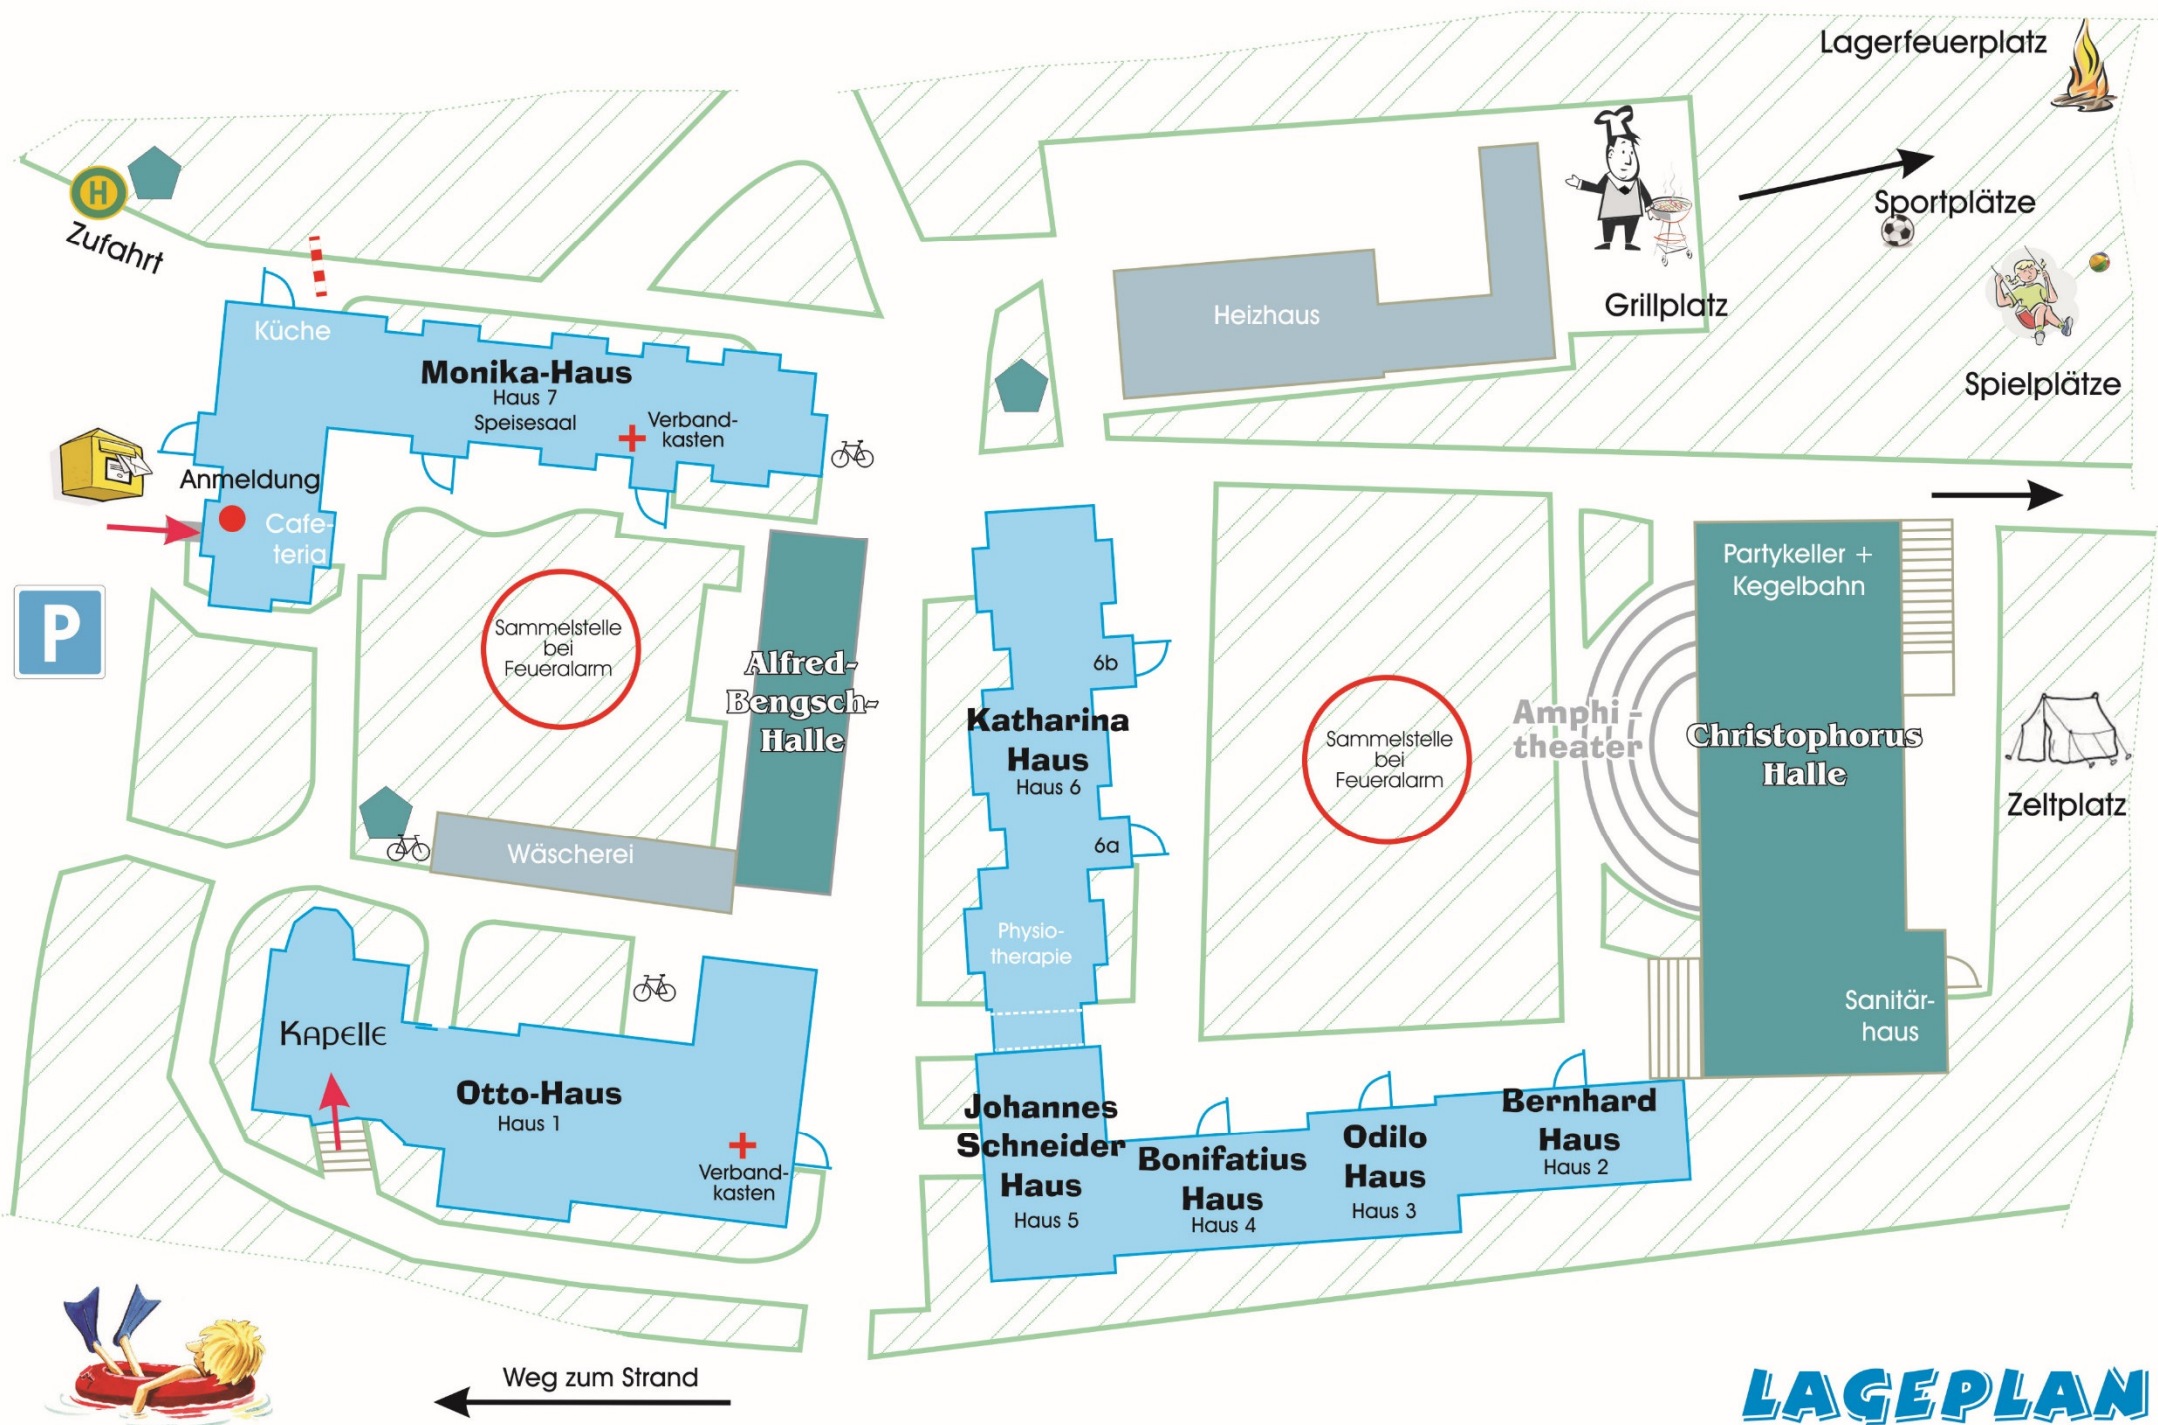 Lagerfeuerplatz
H
Zufahrt
Sportplätze
Grillplatz
Heizhaus
Spielplätze
Küche
Monika-Haus
Haus 7
Speisesaal
Verband-
kasten
Anmeldung
Cafe-
teria
P
Sammelstelle
bei
Feueralarm
Alfred-
Bengsch-
Halle
Wäscherei
6b
Katharina
Haus
Haus 6
6a
Physio-
therapie
Sammelstelle
bei
Feueralarm
Amphi-
theater
Partykeller +
Kegelbahn
Christophorus
Halle
Sanitär-
haus
Zeltplatz
Kapelle
Otto-Haus
Haus 1
Verband-
kasten
Johannes
Schneider
Haus
Haus 5
Bonifatius
Haus
Haus 4
Odilo
Haus
Haus 3
Bernhard
Haus
Haus 2
Weg zum Strand
LAGEPLAN